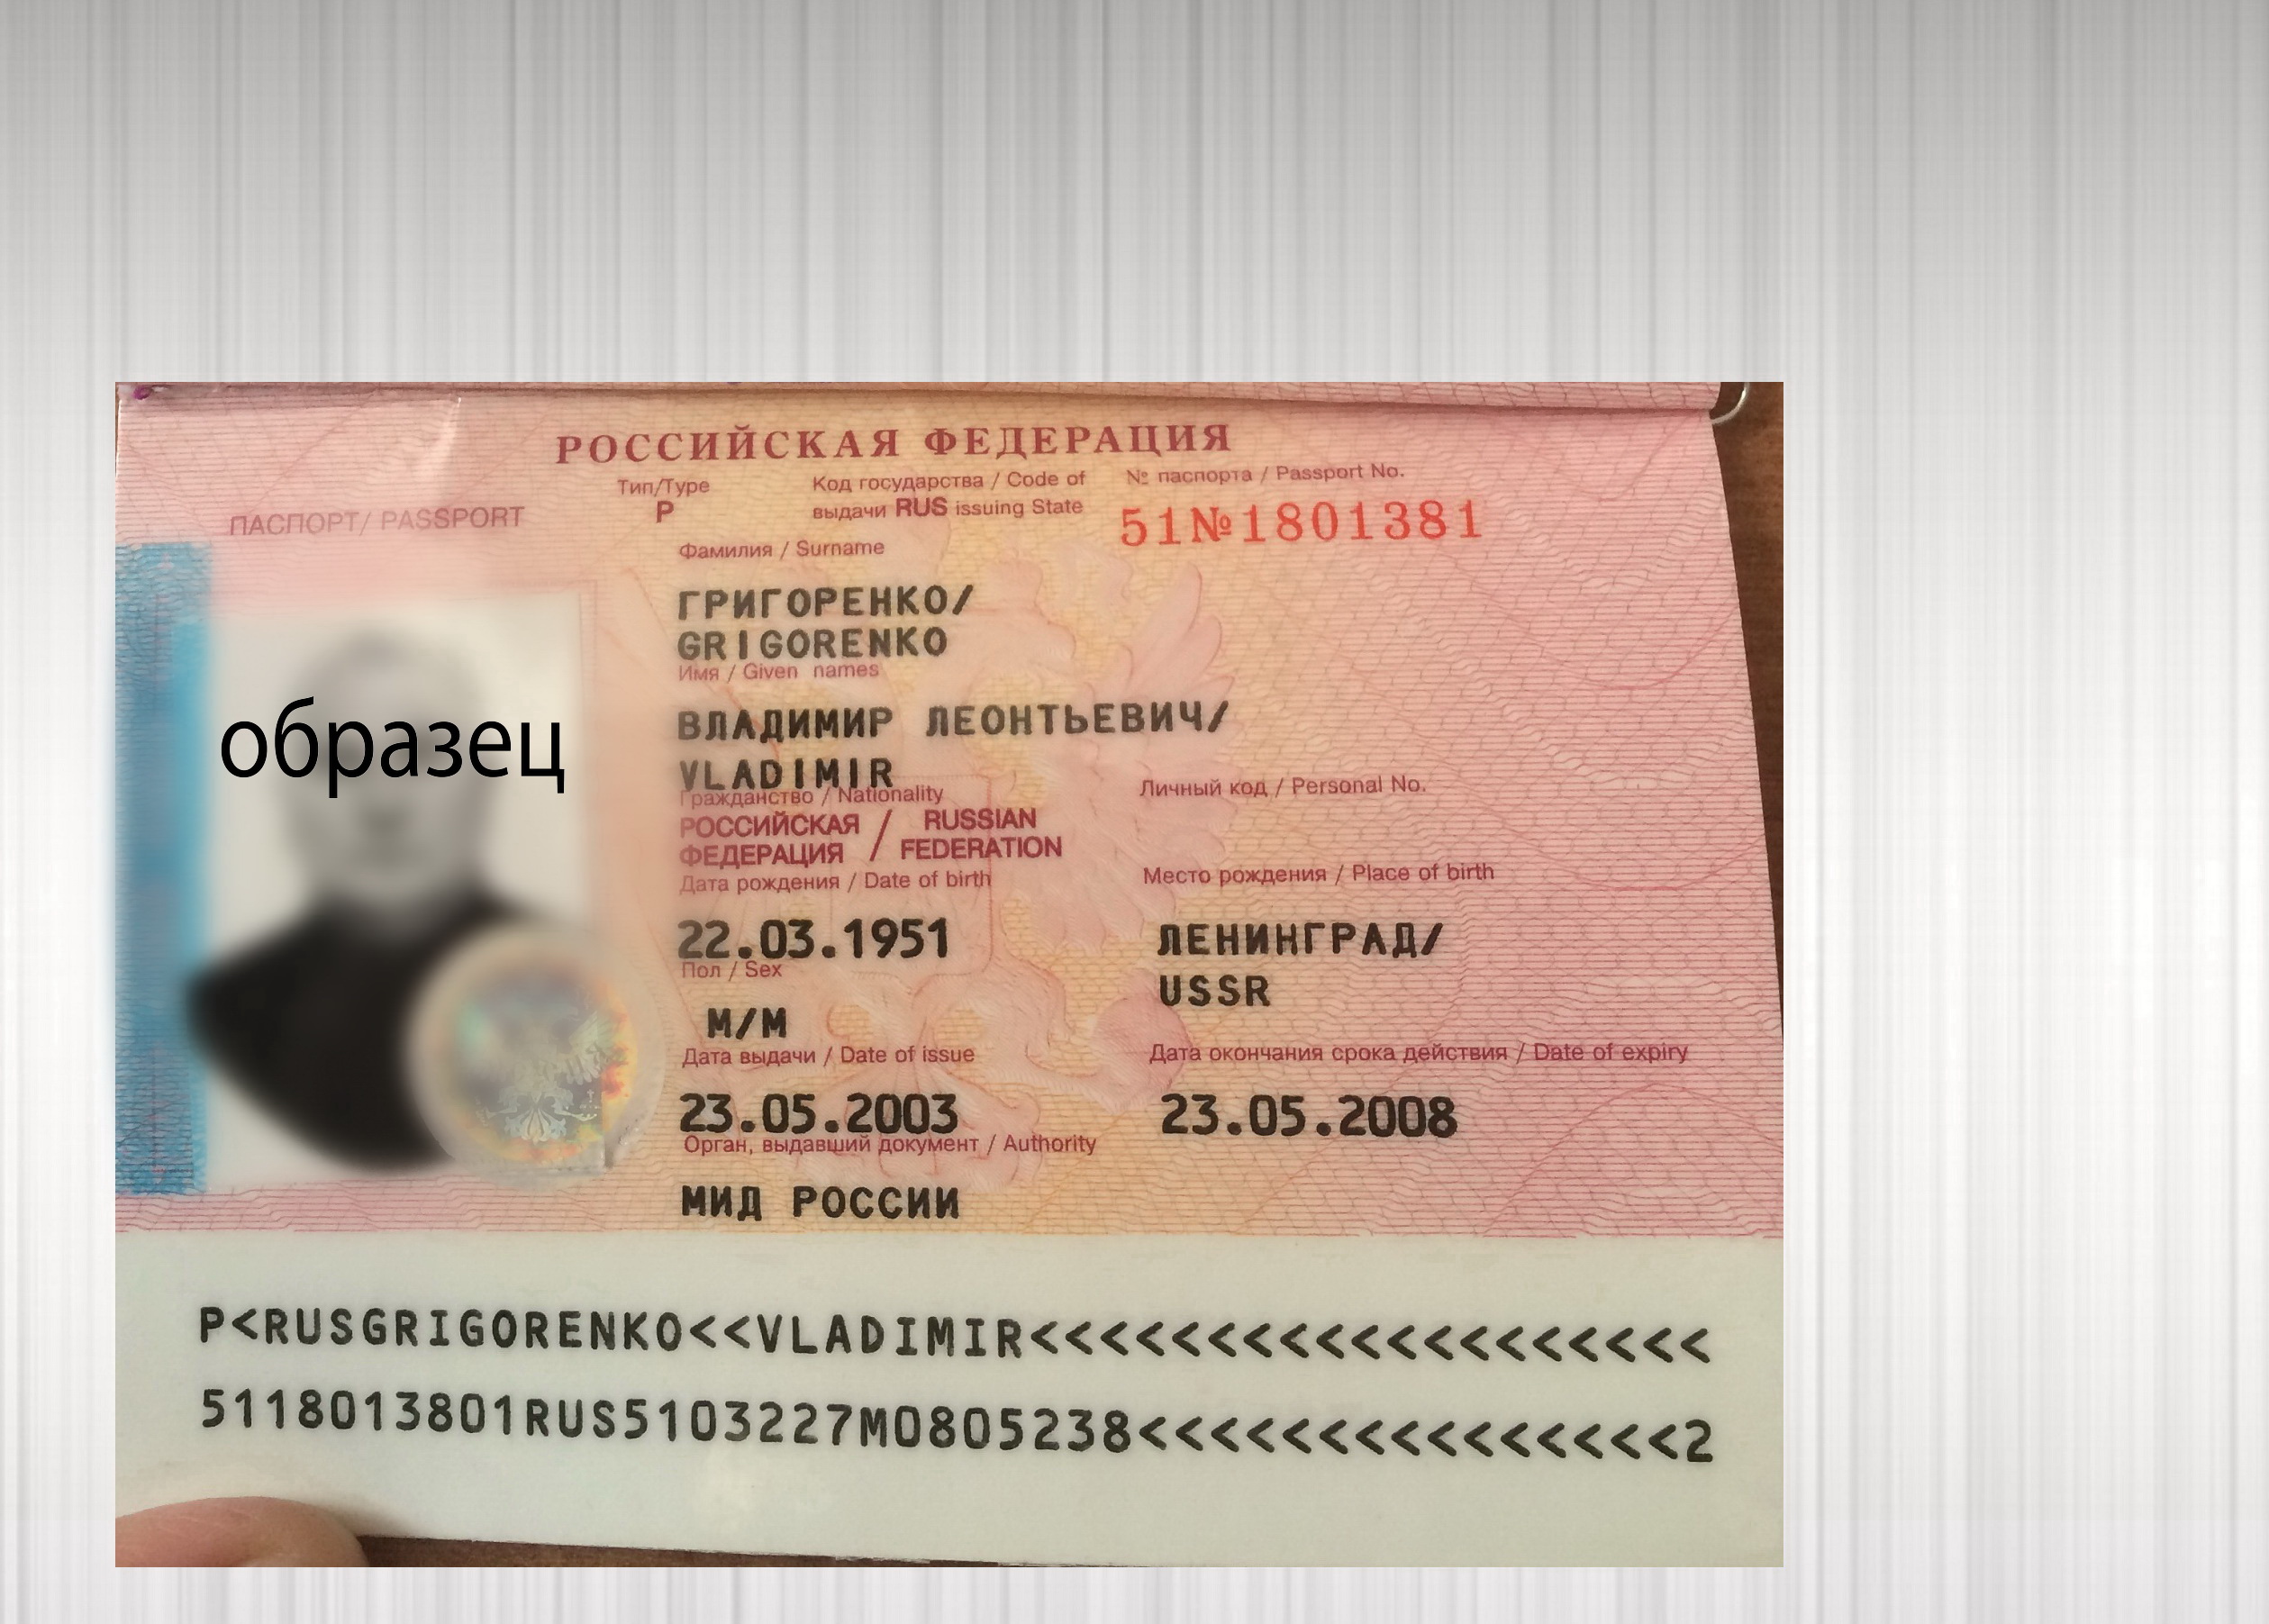 РОССИЙСКАЯ ФЕДЕРАЦИЯ
Тип/Type
P
Код государства / Code of
выдачи RUS issuing State
№ паспорта / Passport No.
51№1801381
ПАСПОРТ/ PASSPORT
Фамилия / Surname
ГРИГОРЕНКО/
GRIGORENKO
Имя / Given names
ВЛАДИМИР ЛЕОНТЬЕВИЧ/
VLADIMIR
образец
Гражданство / Nationality
Личный код / Personal No.
РОССИЙСКАЯ / RUSSIAN
ФЕДЕРАЦИЯ FEDERATION
Дата рождения / Date of birth
Место рождения / Place of birth
22.03.1951
ЛЕНИНГРАД/
USSR
Пол / Sex
М/M
Дата выдачи / Date of issue
Дата окончания срока действия / Date of expiry
23.05.2003
23.05.2008
Орган, выдавший документ / Authority
МИД РОССИИ
P<RUSGRIGORENKO<<VLADIMIR<<<<<<<<<<<<<<<<<<<
5118013801RUS5103227M0805238<<<<<<<<<<<<<<<2